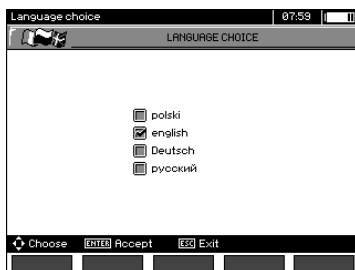 Language choice 07:59
LANGUAGE CHOICE
polski
english
Deutsch
русский
Choose ENTER Accept ESC Exit